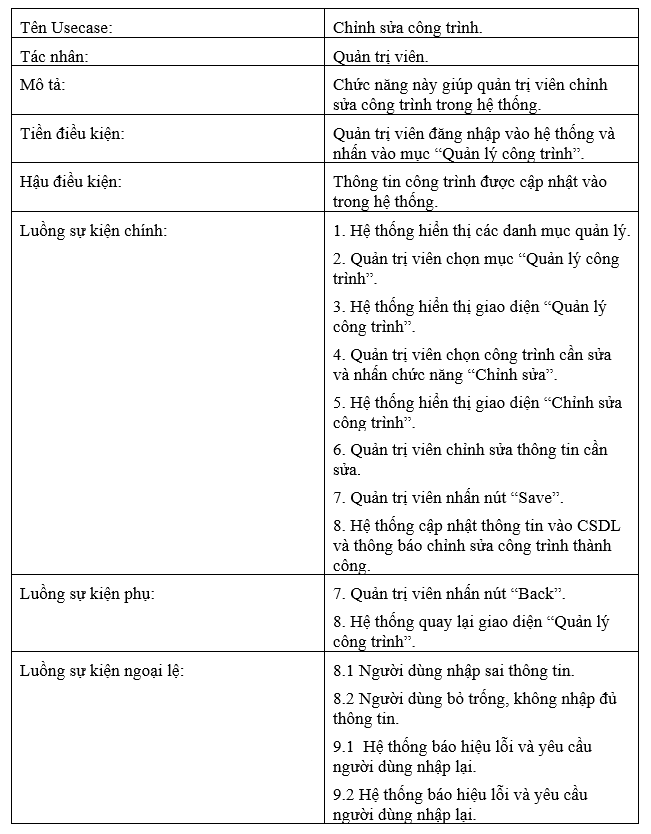 Tên Usecase:
Chỉnh sửa công trình.
Tác nhân:
Quản trị viên.
Mô tả:
Chức năng này giúp quản trị viên chỉnh
sửa công trình trong hệ thống.
Tiền điều kiện:
Quản trị viên đăng nhập vào hệ thống và
nhấn vào mục “Quản lý công trình”.
Hậu điều kiện:
Thông tin công trình được cập nhật vào
trong hệ thống.
Luồng sự kiện chính:
1. Hệ thống hiển thị các danh mục quản lý.
2. Quản trị viên chọn mục “Quản lý công
trình”.
3. Hệ thống hiển thị giao diện “Quản lý
công trình”.
4. Quản trị viên chọn công trình cần sửa
và nhấn chức năng “Chỉnh sửa”.
5. Hệ thống hiển thị giao diện “Chỉnh sửa
công trình”.
6. Quản trị viên chỉnh sửa thông tin cần
sửa.
7. Quản trị viên nhấn nút “Save”.
8. Hệ thống cập nhật thông tin vào CSDL
và thông báo chỉnh sửa công trình thành
công.
Luồng sự kiện phụ:
7. Quản trị viên nhấn nút “Back”.
8. Hệ thống quay lại giao diện “Quản lý
công trình”.
Luồng sự kiện ngoại lệ:
8.1 Người dùng nhập sai thông tin.
8.2 Người dùng bỏ trống, không nhập đủ
thông tin.
9.1 Hệ thống báo hiệu lỗi và yêu cầu
người dùng nhập lại.
9.2 Hệ thống báo hiệu lỗi và yêu cầu
người dùng nhập lại.